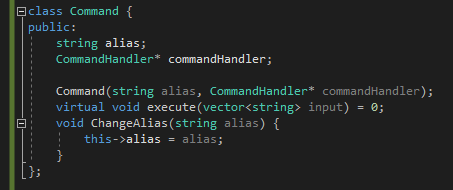 class Command {
public:
string alias;
CommandHandler* commandHandler;
Command(string alias, CommandHandler* commandHandler);
virtual void execute(vector<string> input) = 0;
void ChangeAlias(string alias) {
this->alias = alias;
}
};